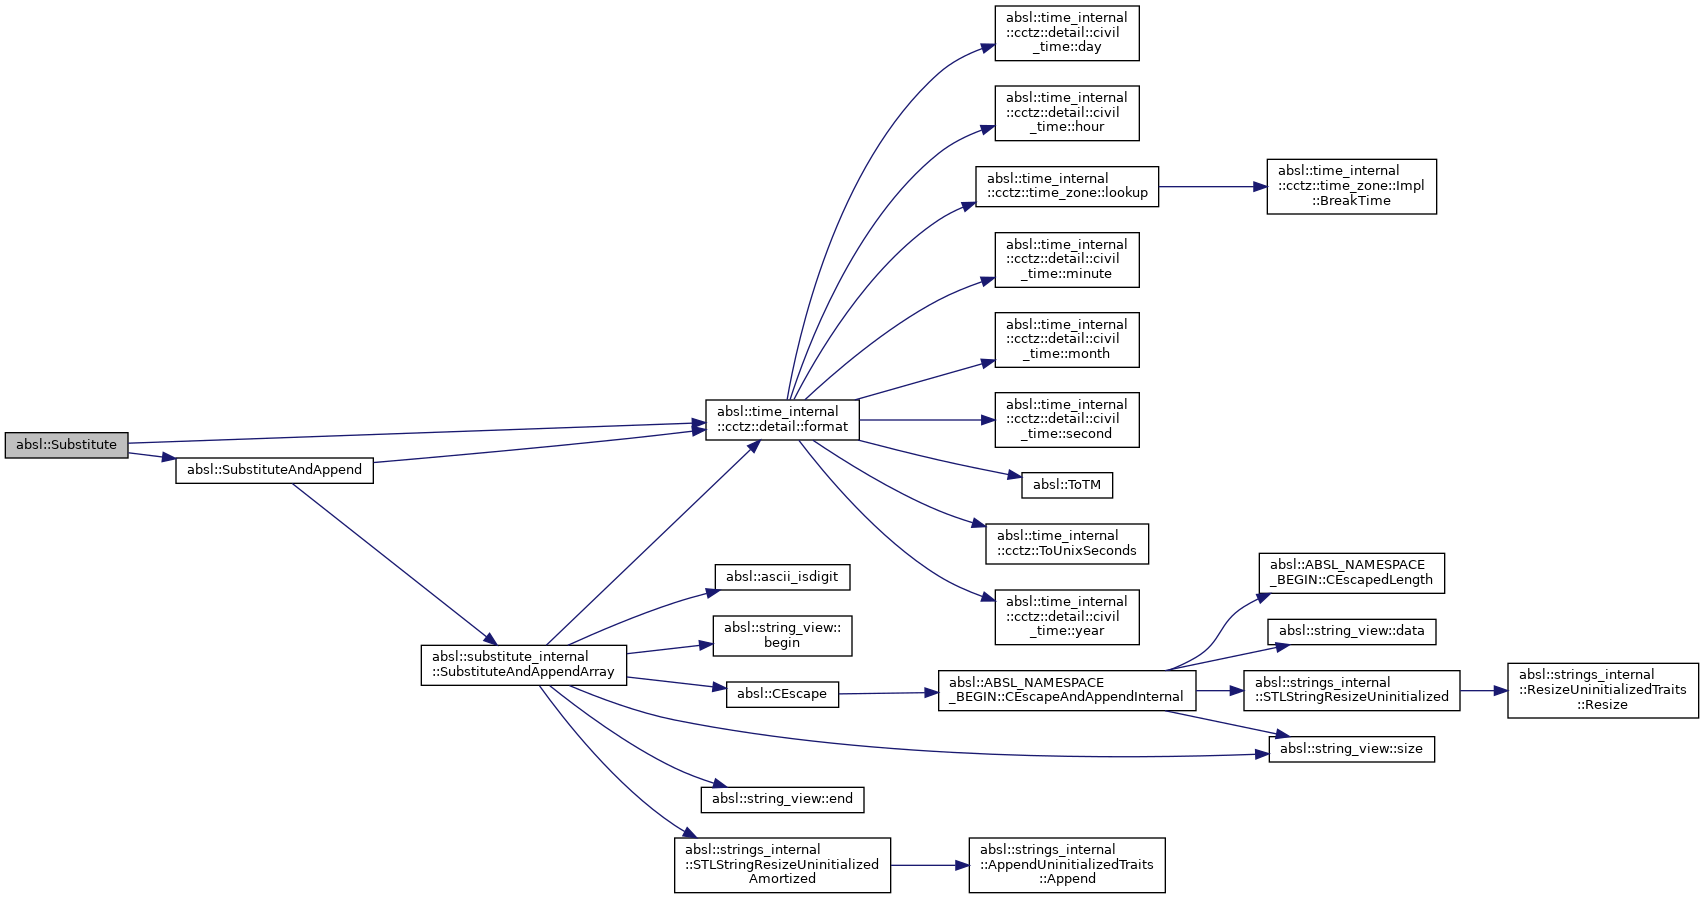 absl::time_internal
::cctz::detail::civil
_time::day
absl::time_internal
::cctz::detail::civil
_time::hour
absl::time_internal
::cctz::time_zone::lookup
absl::time_internal
::cctz::time_zone::Impl
::BreakTime
absl::time_internal
::cctz::detail::civil
_time::minute
absl::time_internal
::cctz::detail::civil
_time::month
absl::time_internal
::cctz::detail::civil
_time::second
absl::time_internal
::cctz::detail::format
absl::Substitute
absl::SubstituteAndAppend
absl::ToTM
absl::time_internal
::cctz::ToUnixSeconds
absl::ascii_isdigit
absl::ABSL_NAMESPACE
_BEGIN::CEscapedLength
absl::time_internal
::cctz::detail::civil
_time::year
absl::string_view::
begin
absl::string_view::data
absl::substitute_internal
::SubstituteAndAppendArray
absl::CEscape
absl::ABSL_NAMESPACE
_BEGIN::CEscapeAndAppendInternal
absl::strings_internal
::STLStringResizeUninitialized
absl::strings_internal
::ResizeUninitializedTraits
::Resize
absl::string_view::size
absl::string_view::end
absl::strings_internal
::STLStringResizeUninitialized
Amortized
absl::strings_internal
::AppendUninitializedTraits
::Append